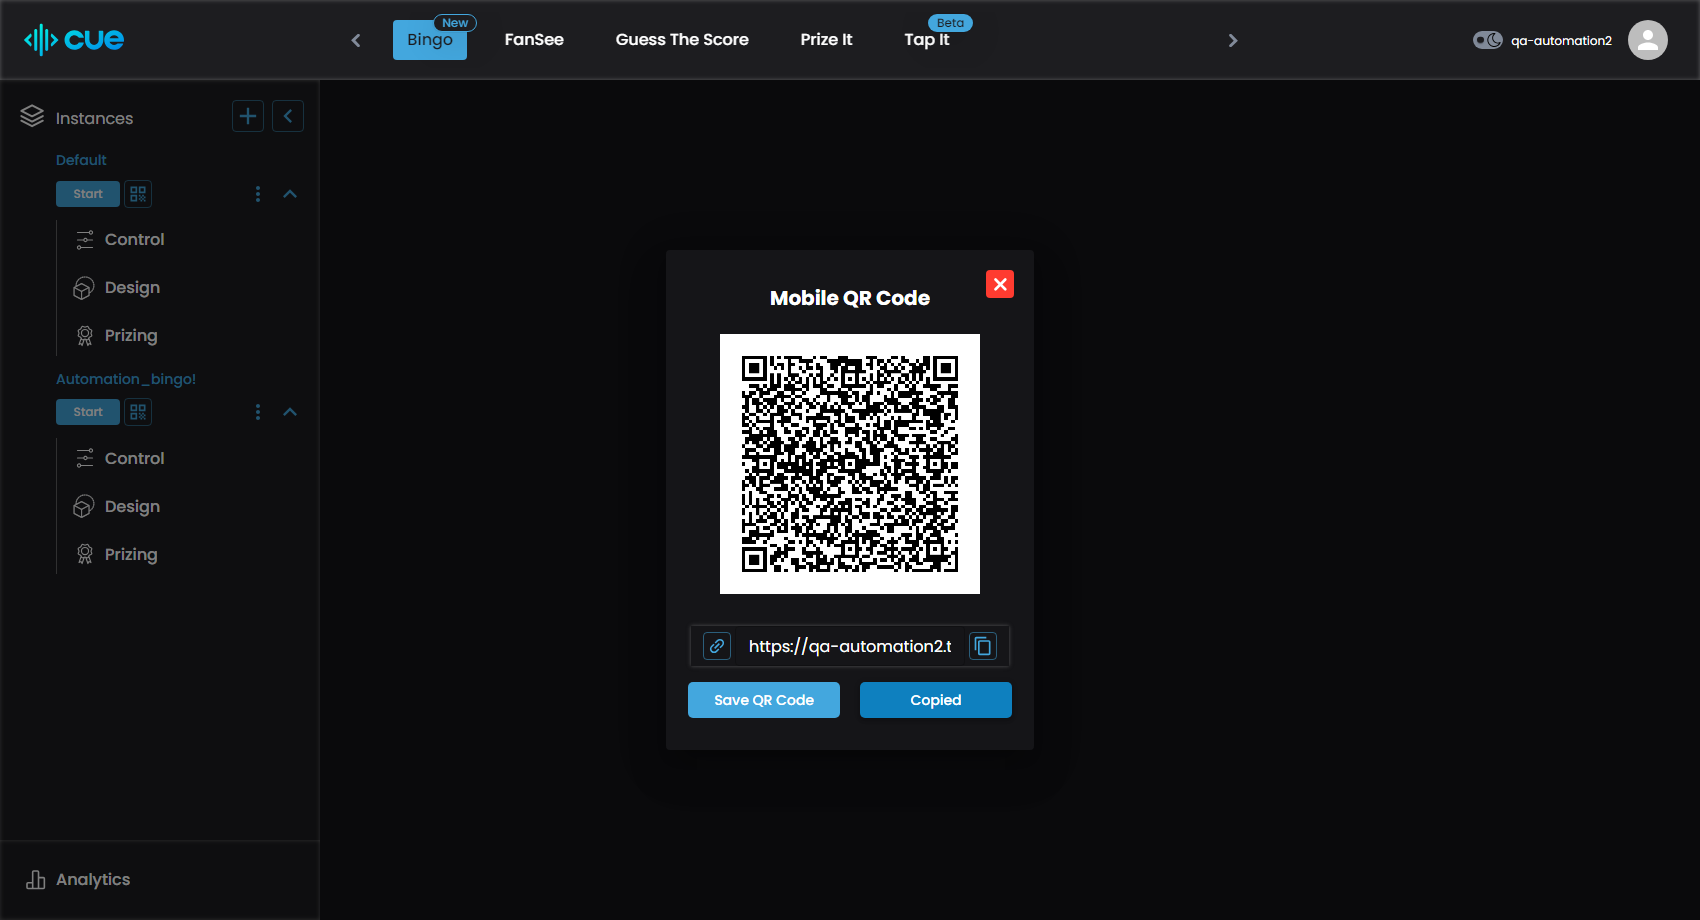 cue
Bingo
New
FanSee
Guess The Score
Prize It
Tap It
Beta
qa-automation2
Instances
Default
Start
Control
Design
Prizing
Automation_bingo!
Start
Control
Design
Prizing
Analytics
Mobile QR Code
https://qa-automation2.t
Save QR Code
Copied